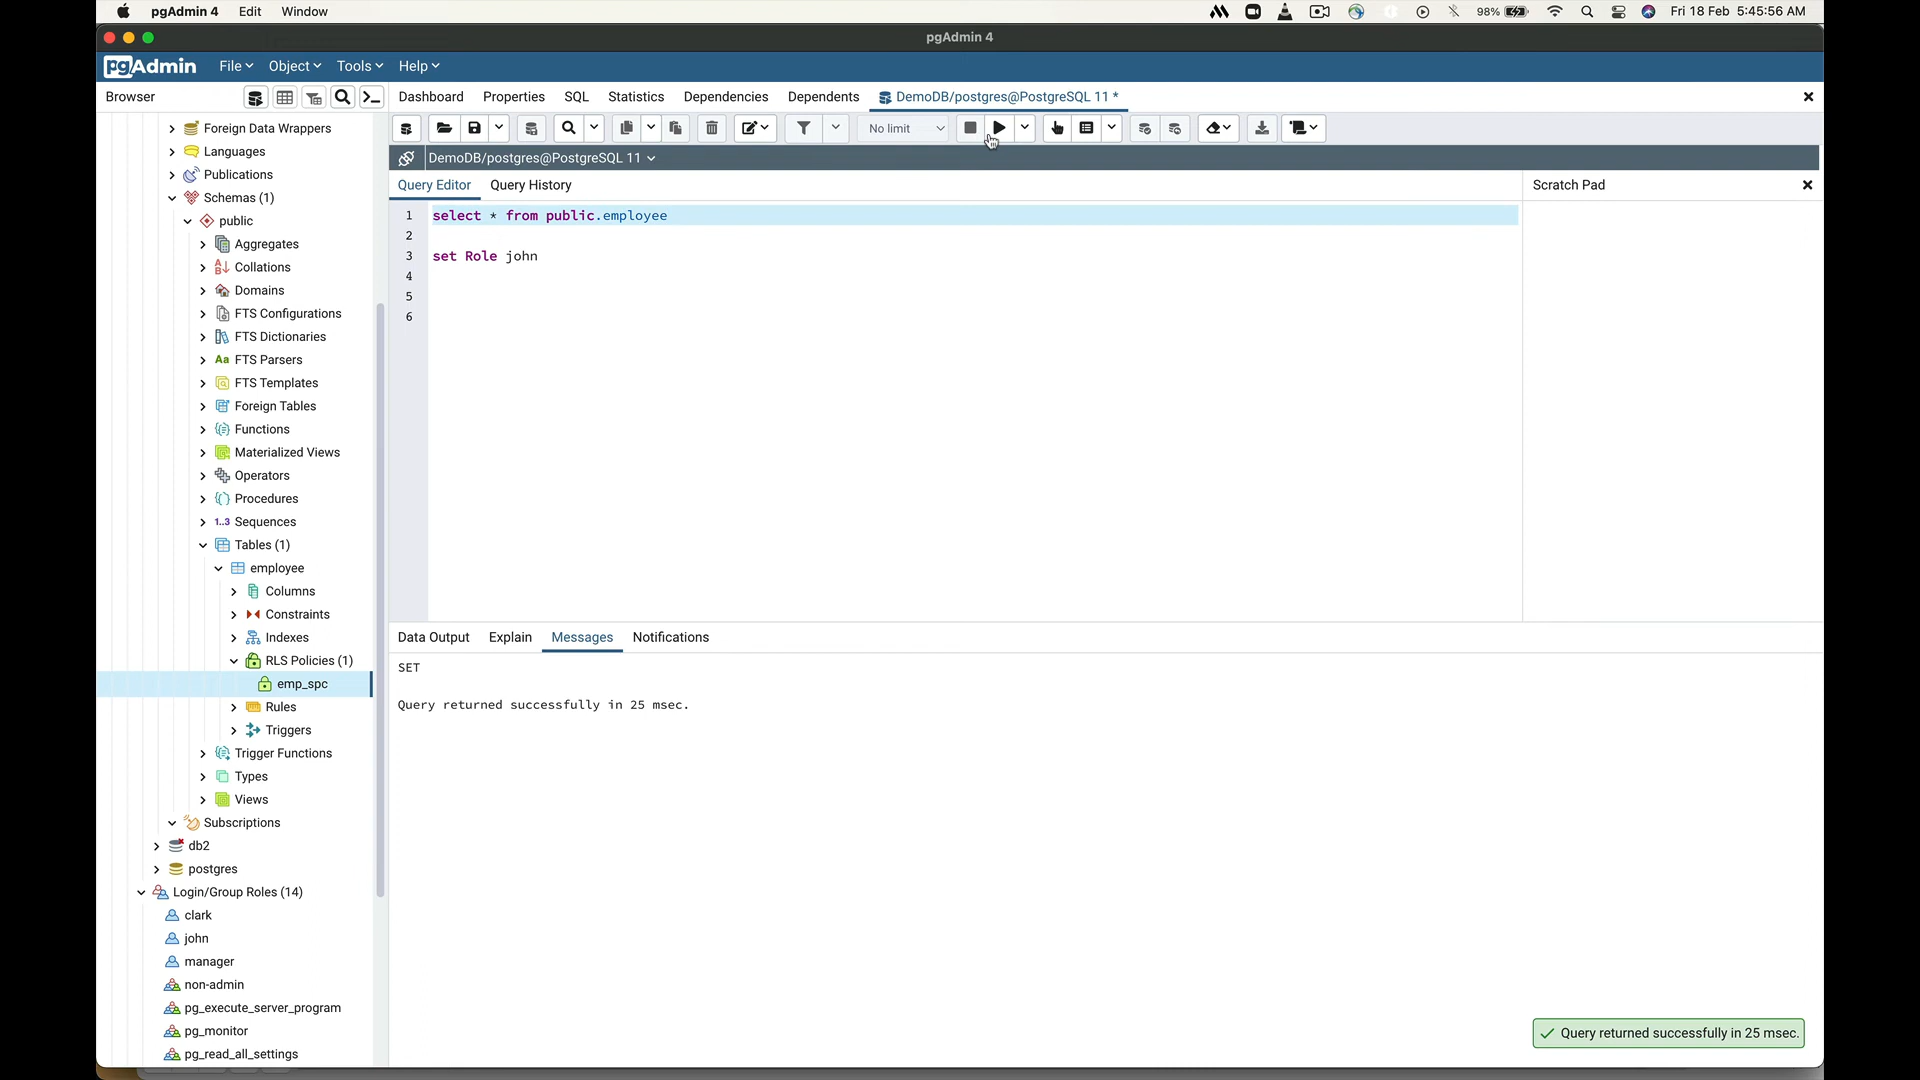 pgAdmin 4 Edit Window 98% Fri 18 Feb 5:45:56 AM
pgAdmin 4
pgAdmin File Object Tools Help
Browser
Dashboard Properties SQL Statistics Dependencies Dependents DemoDB/postgres@PostgreSQL 11 *
No limit
DemoDB/postgres@PostgreSQL 11
Query Editor Query History
Scratch Pad
1 select * from public.employee
2
3 set Role john
4
5
6
Data Output Explain Messages Notifications
SET
Query returned successfully in 25 msec.
Foreign Data Wrappers
Languages
Publications
Schemas (1)
public
Aggregates
Collations
Domains
FTS Configurations
FTS Dictionaries
Aa FTS Parsers
FTS Templates
Foreign Tables
Functions
Materialized Views
Operators
Procedures
1..3 Sequences
Tables (1)
employee
Columns
Constraints
Indexes
RLS Policies (1)
emp_spc
Rules
Triggers
Trigger Functions
Types
Views
Subscriptions
db2
postgres
Login/Group Roles (14)
clark
john
manager
non-admin
pg_execute_server_program
pg_monitor
pg_read_all_settings
Query returned successfully in 25 msec.